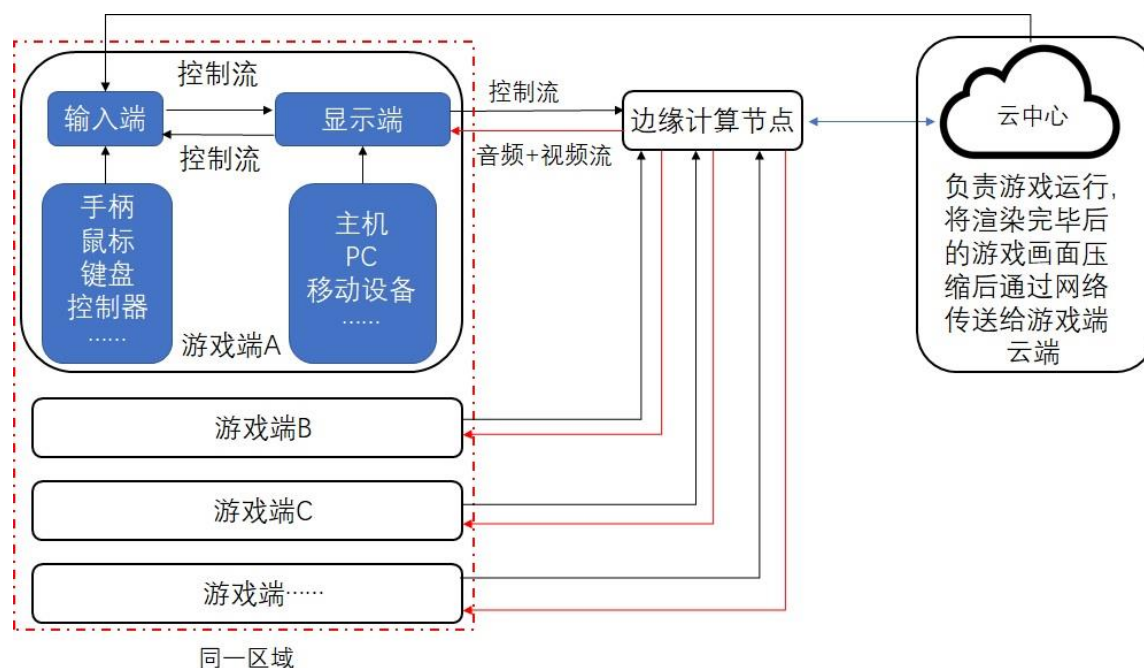 控制流
输入端
显示端
控制流
手柄
鼠标
键盘
控制器
……
主机
PC
移动设备
……
游戏端A
控制流
音频+视频流
边缘计算节点
云中心
负责游戏运行,
将渲染完毕后
的游戏画面压
缩后通过网络
传送给游戏端
云端
游戏端B
游戏端C
游戏端……
同一区域